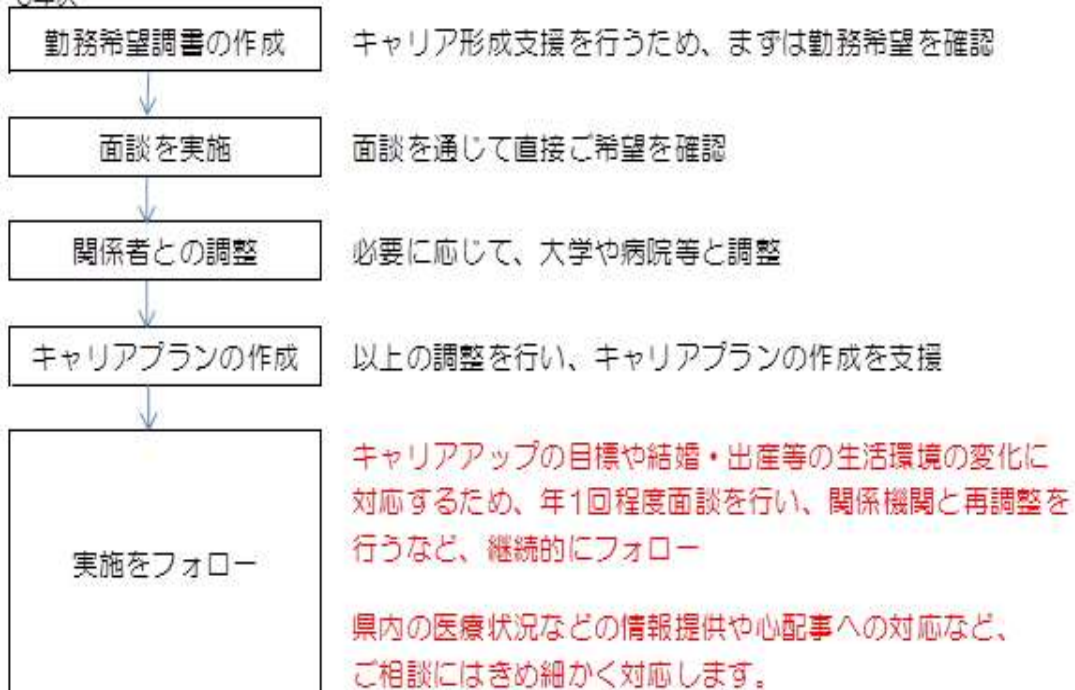 勤務希望調書の作成
キャリア形成支援を行うため、まずは勤務希望を確認
面談を実施
面談を通じて直接ご希望を確認
関係者との調整
必要に応じて、大学や病院等と調整
キャリアプランの作成
以上の調整を行い、キャリアプランの作成を支援
実施をフォロー
キャリアアップの目標や結婚・出産等の生活環境の変化に
対応するため、年1回程度面談を行い、関係機関と再調整を
行うなど、継続的にフォロー
県内の医療状況などの情報提供や心配事への対応など、
ご相談にはきめ細かく対応します。